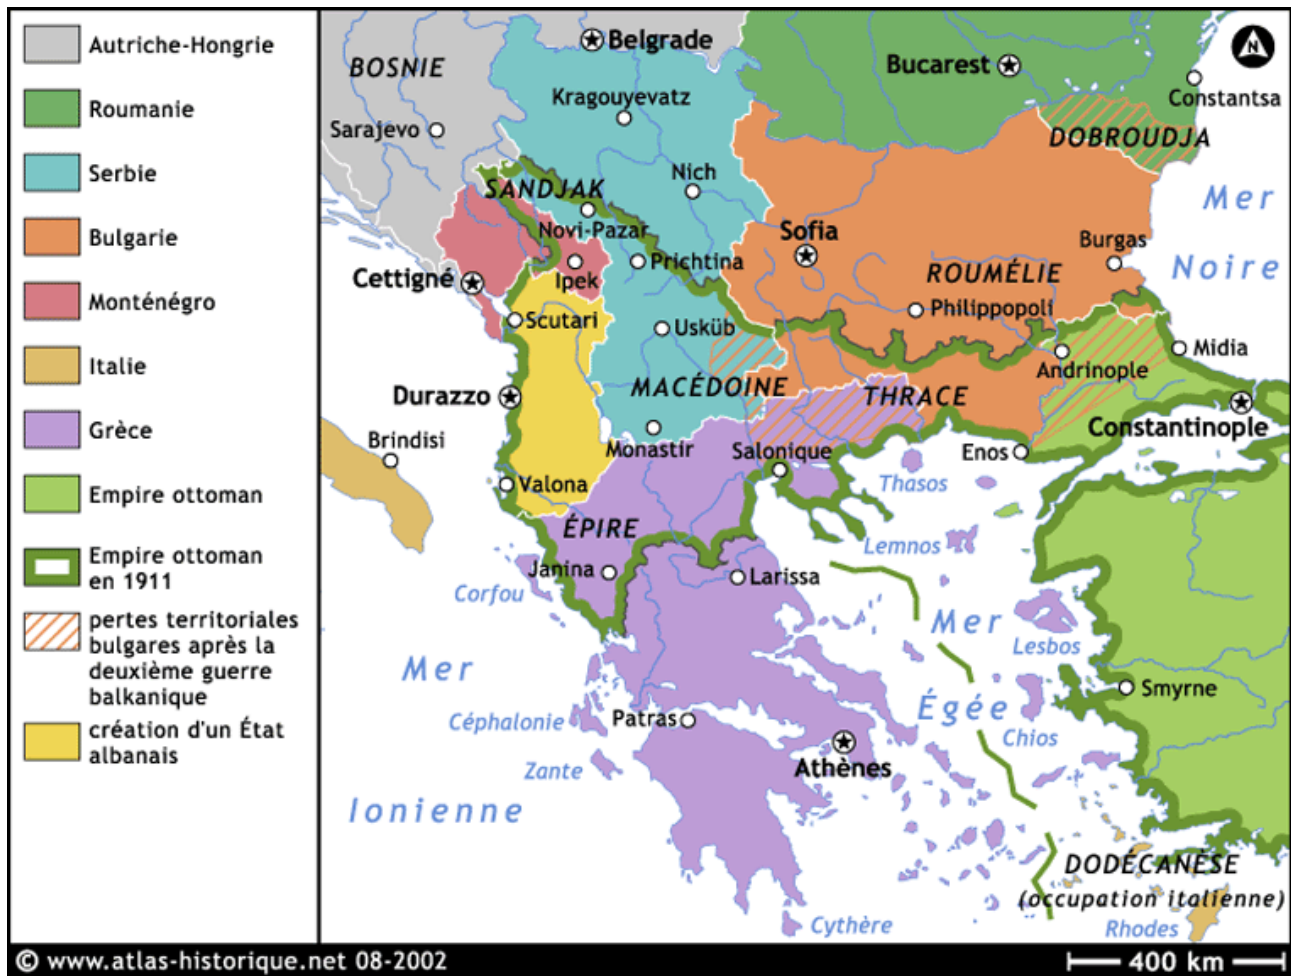 Autriche-Hongrie
Roumanie
Serbie
Bulgarie
Monténégro
Italie
Grèce
Empire ottoman
Empire ottoman
en 1911
pertes territoriales
bulgares après la
deuxième guerre
balkanique
création d'un État
albanais
BOSNIE
Belgrade
Bucarest
N
Constantsa
Kragouyevatz
Sarajevo
DOBROUDJA
Nich
SANDJAK
Mer
Noire
Novi-Pazar
Sofia
Burgas
Prichtina
ROUMÉLIE
Cettigné
Ipek
Philippopoli
Scutari
Usküb
Midia
Andrinople
MACÉDOINE
THRACE
Durazzo
Constantinople
Brindisi
Monastir
Salonique
Enos
Valona
Thasos
ÉPIRE
Lemnos
Janina
Larissa
Corfou
Mer
Égée
Lesbos
Mer
Ionienne
Smyrne
Céphalonie
Patras
Chios
Zante
Athènes
DODÉCANÈSE
(occupation italienne)
Cythère
Rhodes
© www.atlas-historique.net 08-2002
400 km